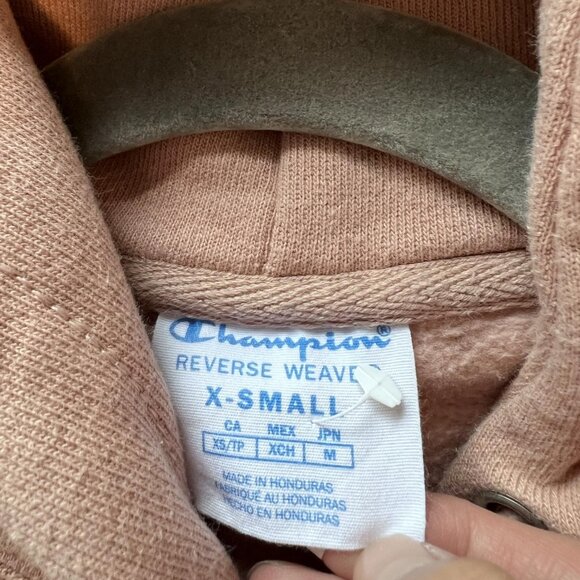 Champion®
REVERSE WEAVE
X-SMALL
CA MEX JPN
XS/TP XCH M
MADE IN HONDURAS
FABRIQUÉ AU HONDURAS
HECHO EN HONDURAS